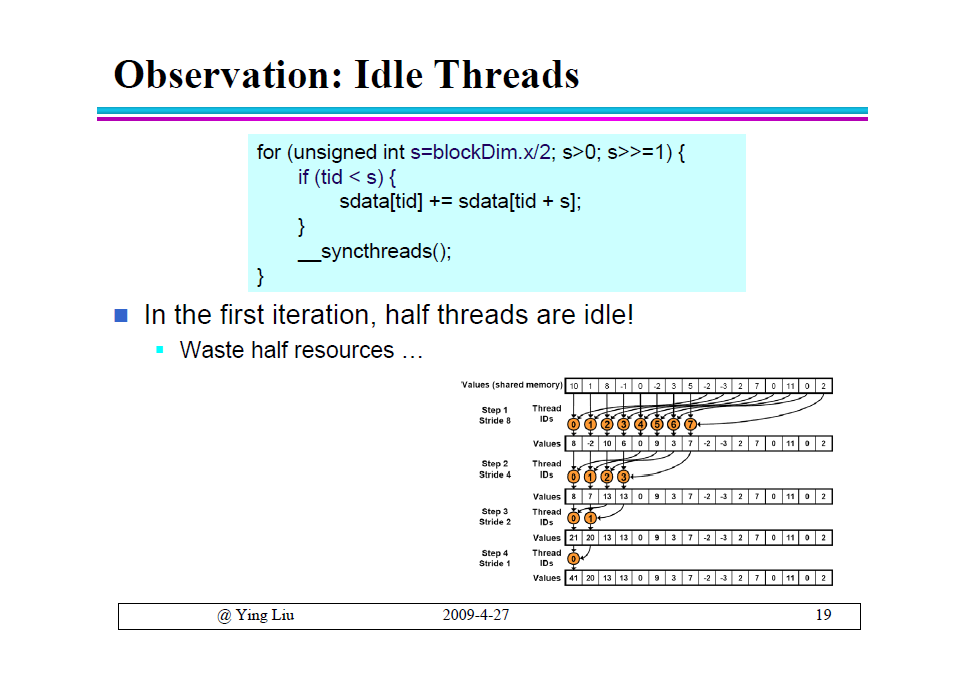 Observation: Idle Threads
for (unsigned int s=blockDim.x/2; s>0; s>>=1) {
if (tid < s) {
sdata[tid] += sdata[tid + s];
}
__syncthreads();
}
In the first iteration, half threads are idle!
Waste half resources …
Values (shared memory) 10 1 8 -1 0 -2 3 5 -2 -3 2 7 0 11 0 2
Step 1 Thread
Stride 8 IDs 0 1 2 3 4 5 6 7
Values 8 -2 10 6 0 9 3 7 -2 -3 2 7 0 11 0 2
Step 2 Thread
Stride 4 IDs 0 1 2 3
Values 8 7 13 13 0 9 3 7 -2 -3 2 7 0 11 0 2
Step 3 Thread
Stride 2 IDs 0 1
Values 21 20 13 13 0 9 3 7 -2 -3 2 7 0 11 0 2
Step 4 Thread
Stride 1 IDs 0
Values 41 20 13 13 0 9 3 7 -2 -3 2 7 0 11 0 2
@ Ying Liu 2009-4-27 19